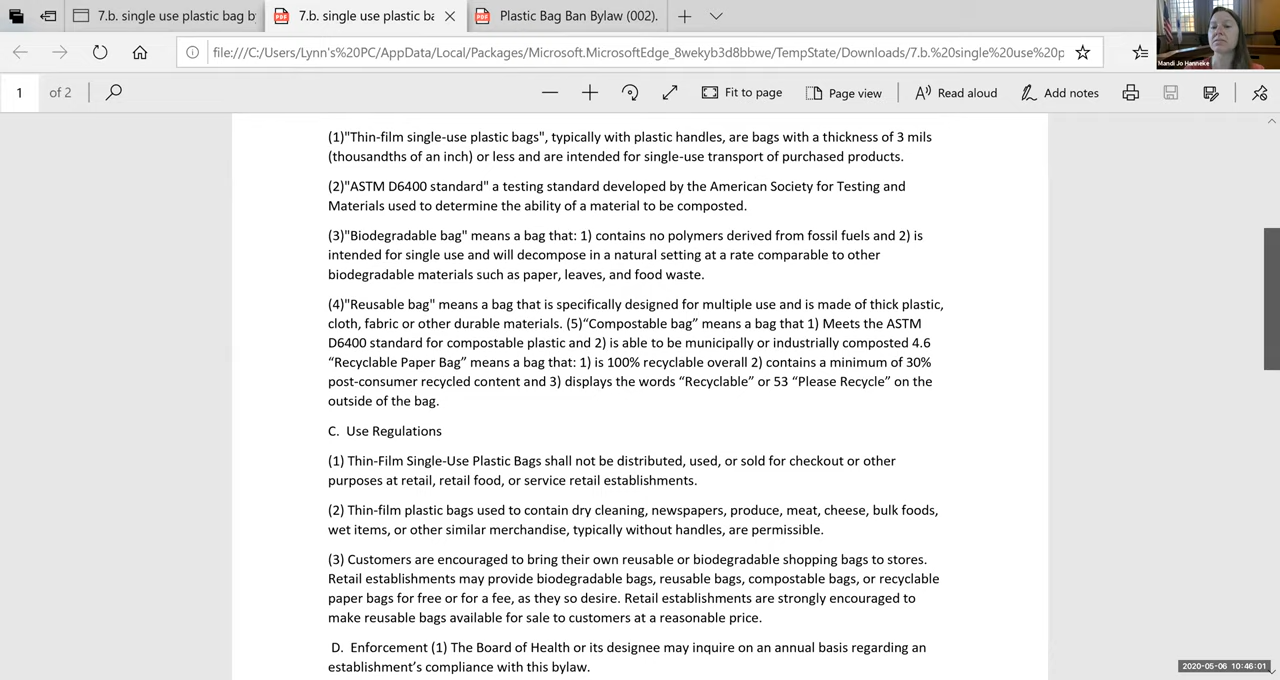 7.b. single use plastic bag b
7.b. single use plastic ba
Plastic Bag Ban Bylaw (002).
file:///C:/Users/Lynn's%20PC/AppData/Local/Packages/Microsoft.MicrosoftEdge_8wekyb3d8bbwe/TempState/Downloads/7.b.%20single%20use%20p
Mandi Jo Hanneke
1 of 2
Fit to page
Page view
Read aloud
Add notes
(1)"Thin-film single-use plastic bags", typically with plastic handles, are bags with a thickness of 3 mils
(thousandths of an inch) or less and are intended for single-use transport of purchased products.
(2)"ASTM D6400 standard" a testing standard developed by the American Society for Testing and
Materials used to determine the ability of a material to be composted.
(3)"Biodegradable bag" means a bag that: 1) contains no polymers derived from fossil fuels and 2) is
intended for single use and will decompose in a natural setting at a rate comparable to other
biodegradable materials such as paper, leaves, and food waste.
(4)"Reusable bag" means a bag that is specifically designed for multiple use and is made of thick plastic,
cloth, fabric or other durable materials. (5)“Compostable bag” means a bag that 1) Meets the ASTM
D6400 standard for compostable plastic and 2) is able to be municipally or industrially composted 4.6
“Recyclable Paper Bag” means a bag that: 1) is 100% recyclable overall 2) contains a minimum of 30%
post-consumer recycled content and 3) displays the words “Recyclable” or 53 “Please Recycle” on the
outside of the bag.
C. Use Regulations
(1) Thin-Film Single-Use Plastic Bags shall not be distributed, used, or sold for checkout or other
purposes at retail, retail food, or service retail establishments.
(2) Thin-film plastic bags used to contain dry cleaning, newspapers, produce, meat, cheese, bulk foods,
wet items, or other similar merchandise, typically without handles, are permissible.
(3) Customers are encouraged to bring their own reusable or biodegradable shopping bags to stores.
Retail establishments may provide biodegradable bags, reusable bags, compostable bags, or recyclable
paper bags for free or for a fee, as they so desire. Retail establishments are strongly encouraged to
make reusable bags available for sale to customers at a reasonable price.
D. Enforcement (1) The Board of Health or its designee may inquire on an annual basis regarding an
establishment’s compliance with this bylaw.
2020-05-06 10:46:01